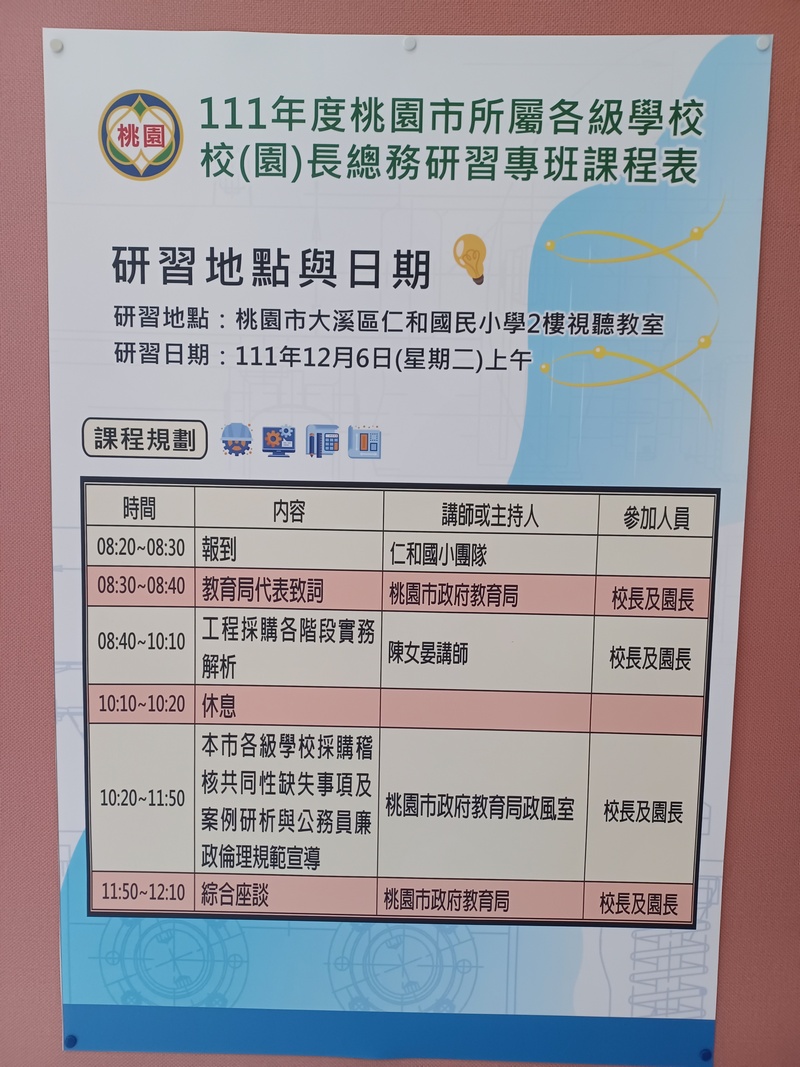 桃園
111年度桃園市所屬各級學校
校(園)長總務研習專班課程表
研習地點與日期
研習地點：桃園市大溪區仁和國民小學2樓視聽教室
研習日期：111年12月6日(星期二)上午
課程規劃
時間 內容 講師或主持人 參加人員
08:20~08:30 報到 仁和國小團隊
08:30~08:40 教育局代表致詞 桃園市政府教育局 校長及園長
08:40~10:10 工程採購各階段實務 陳女晏講師 校長及園長
解析
10:10~10:20 休息
本市各級學校採購稽
核共同性缺失事項及
10:20~11:50 案例研析與公務員廉 桃園市政府教育局政風室 校長及園長
政倫理規範宣導
11:50~12:10 綜合座談 桃園市政府教育局 校長及園長